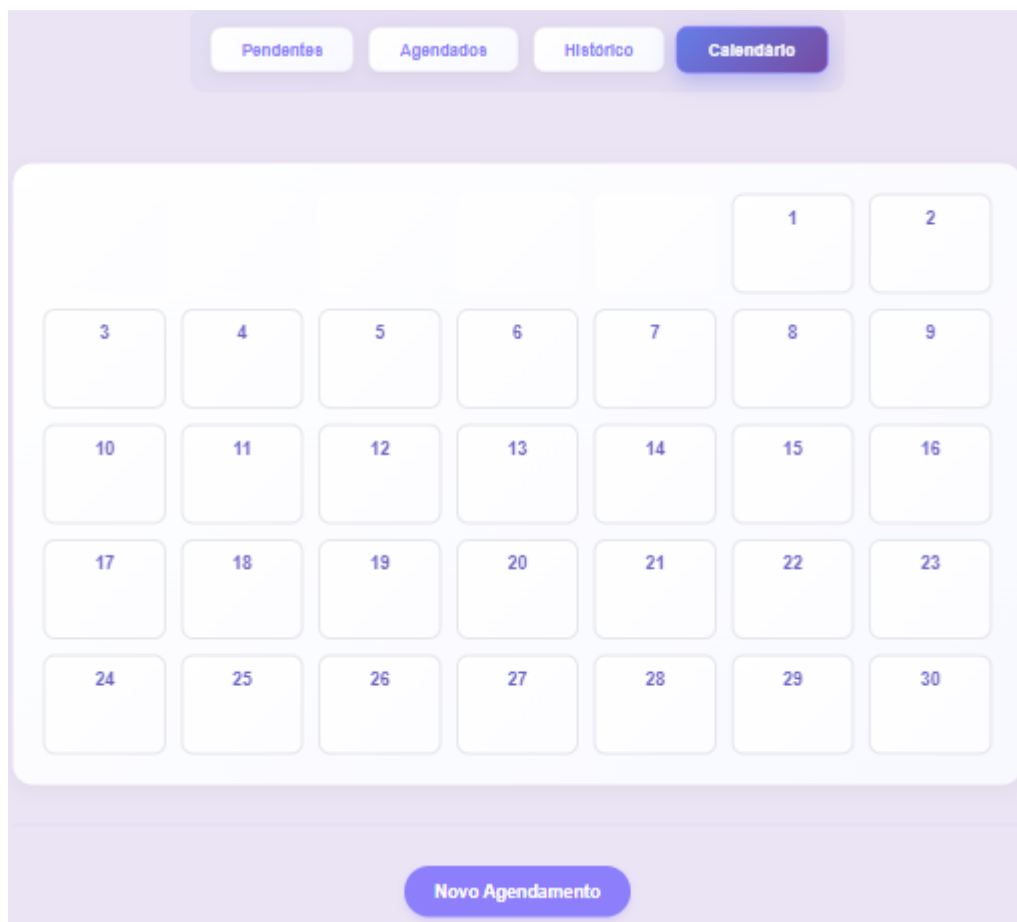 Pendentes Agendados Histórico Calendário
1 2
3 4 5 6 7 8 9
10 11 12 13 14 15 16
17 18 19 20 21 22 23
24 25 26 27 28 29 30
Novo Agendamento